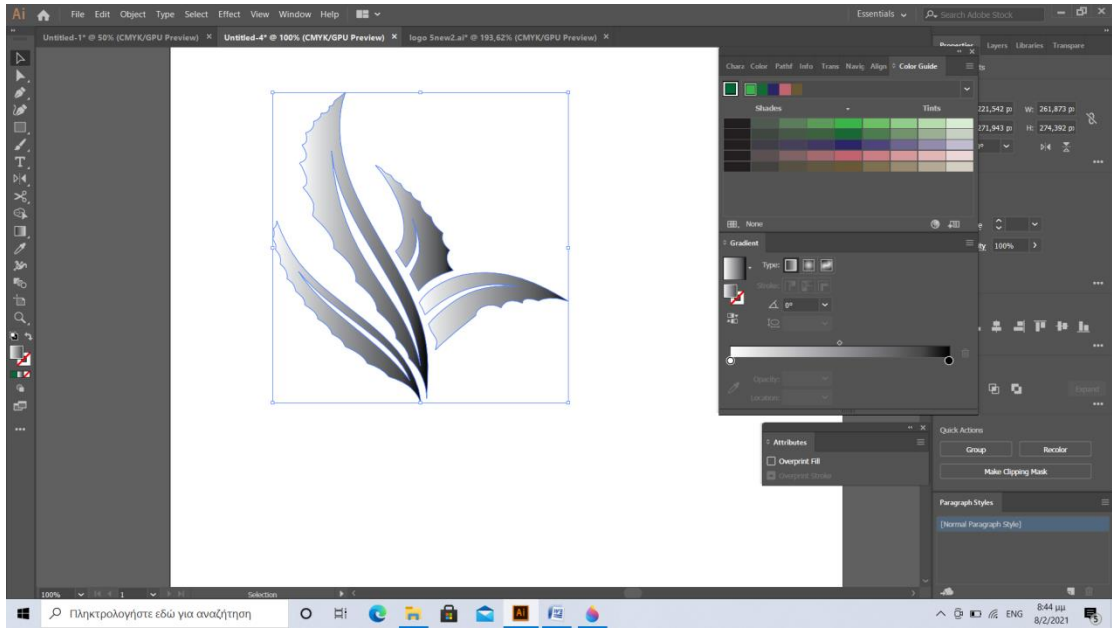 Ai File Edit Object Type Select Effect View Window Help Essentials Search Adobe Stock
Untitled-1* @ 50% (CMYK/GPU Preview) × Untitled-4* @ 100% (CMYK/GPU Preview) × logo Snew2.ai* @ 193,62% (CMYK/GPU Preview) ×
Properties Layers Libraries Transpare
Chara Color Pathf Info Trans Navig Align Color Guide
Shades Tints
221,542 p W: 261,873 p
271,943 p H: 274,392 p
None
100%
Gradient
Type:
Stroke:
0°
Opacity:
Location:
Expand
Attributes
Overprint Fill
Overprint Stroke
Quick Actions
Group Recolor
Make Clipping Mask
Paragraph Styles
[Normal Paragraph Style]
100% 1 Selection
Πληκτρολογήστε εδώ για αναζήτηση
Ai
ENG
8:44 μμ
8/2/2021
5